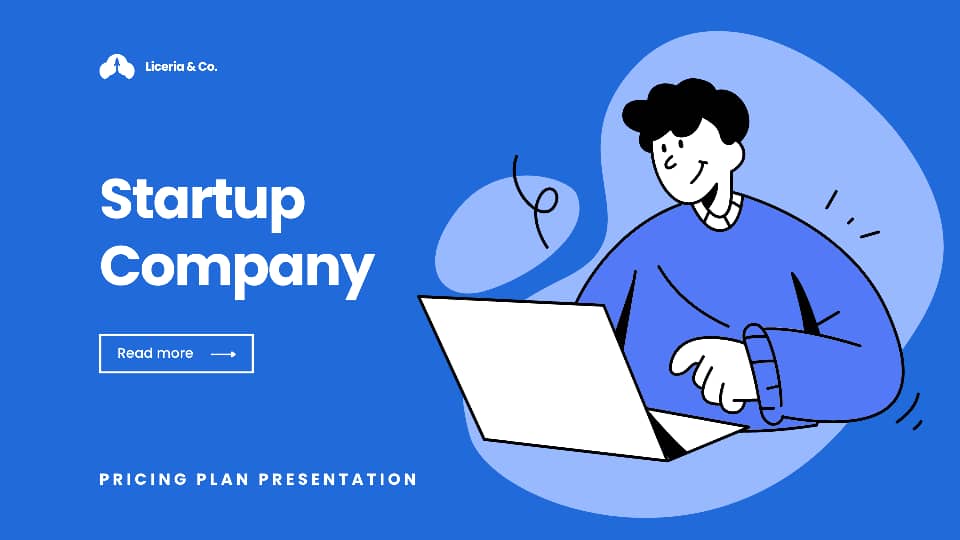 Liceria & Co.
Startup
Company
Read more
PRICING PLAN PRESENTATION